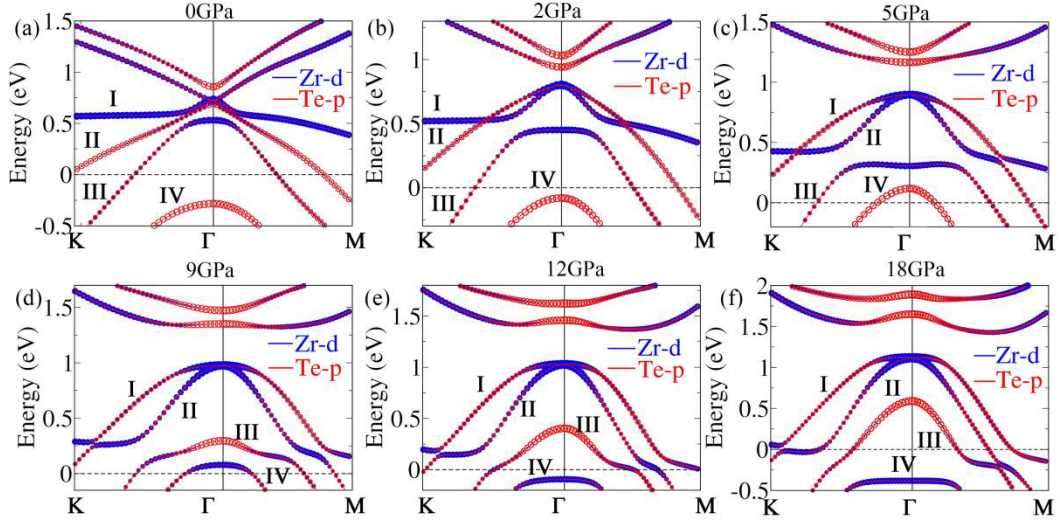 0GPa
(a)
1.5
1
0.5
0
-0.5
Energy (eV)
I
II
III
IV
Zr-d
Te-p
K
Γ
M
2GPa
(b)
1.5
1
0.5
0
Energy (eV)
I
II
III
IV
Zr-d
Te-p
K
Γ
M
5GPa
(c)
1.5
1
0.5
0
Energy (eV)
I
II
III
IV
Zr-d
Te-p
K
Γ
M
9GPa
(d)
1.5
1
0.5
0
Energy (eV)
I
II
III
IV
Zr-d
Te-p
K
Γ
M
12GPa
(e)
1.5
1
0.5
0
Energy (eV)
I
II
III
IV
Zr-d
Te-p
K
Γ
M
18GPa
(f)
2
1.5
1
0.5
0
-0.5
Energy (eV)
I
II
III
IV
Zr-d
Te-p
K
Γ
M